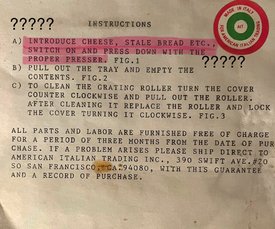 ?????
INSTRUCTIONS
MADE IN ITALY
AIT
FOR AMERICAN ITALIAN TRADING
A) INTRODUCE CHEESE, STALE BREAD ETC.,
SWITCH ON AND PRESS DOWN WITH THE
PROPER PRESSER. FIG.1
?????
B) PULL OUT THE TRAY AND EMPTY THE
CONTENTS. FIG.2
C) TO CLEAN THE GRATING ROLLER TURN THE COVER
COUNTER CLOCKWISE AND PULL OUT THE ROLLER.
AFTER CLEANING IT REPLACE THE ROLLER AND LOCK
THE COVER TURNING IT CLOCKWISE. FIG.3
ALL PARTS AND LABOR ARE FURNISHED FREE OF CHARGE
FOR A PERIOD OF THREE MONTHS FROM THE DATE OF PUR
CHASE. IF A PROBLEM ARISES PLEASE SHIP DIRECT TO
AMERICAN ITALIAN TRADING INC., 390 SWIFT AVE.#20
SO SAN FRANCISCO, CA 94080, WITH THIS GUARANTEE
AND A RECORD OF PURCHASE.